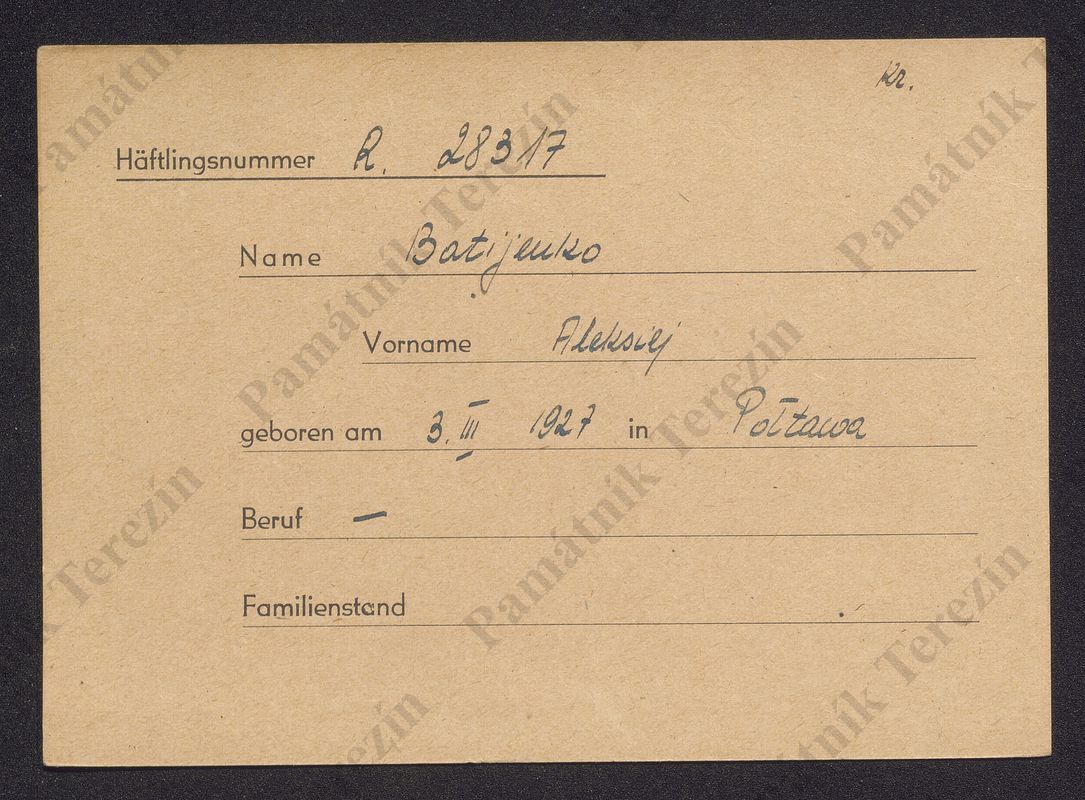 Kr.
Häftlingsnummer R. 28317
Name Batijenko
Vorname Aleksiej
geboren am 3. III 1927 in Połtawa
Beruf —
Familienstand
Památník Terezín